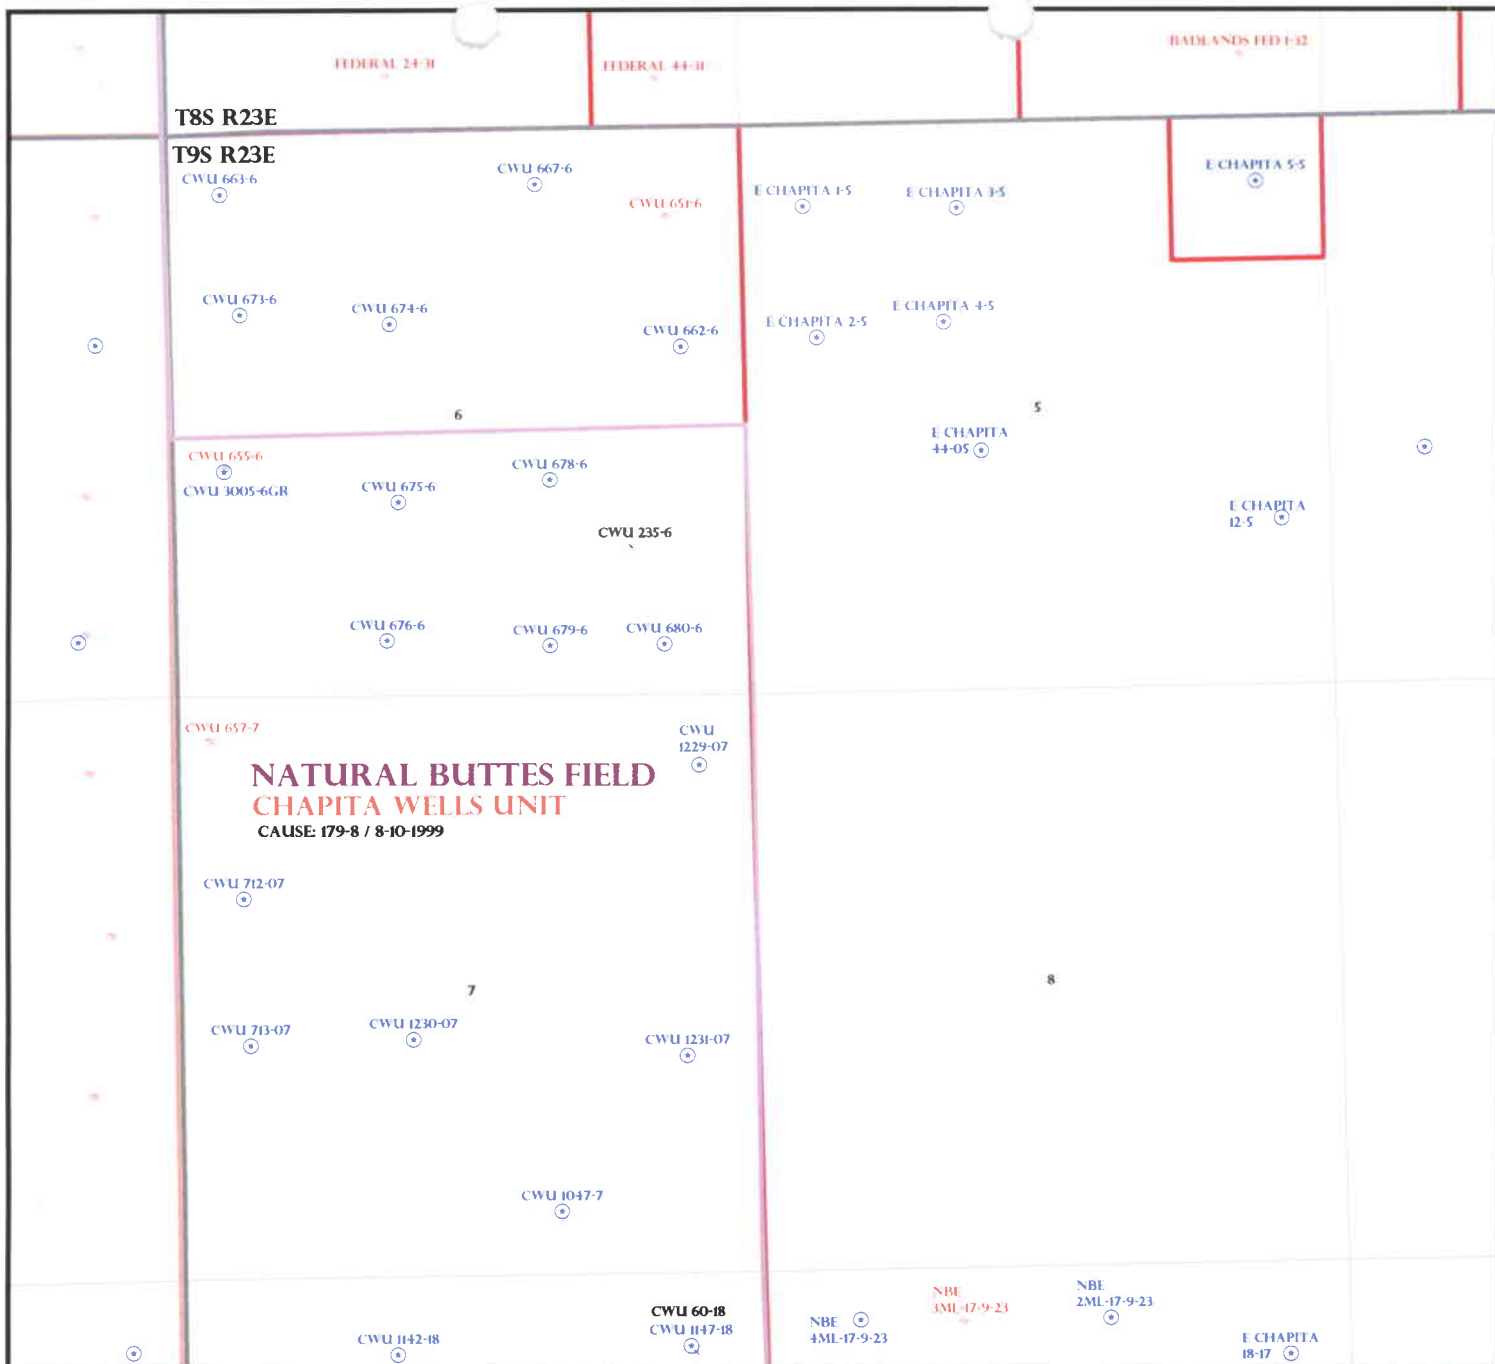 FEDERAL 24-31
FEDERAL 44-31
BADLANDS FED 1-32
T8S R23E
T9S R23E
CWU 663-6
CWU 667-6
CWU 651-6
E CHAPITA 1-5
E CHAPITA 3-5
E CHAPITA 5-5
CWU 673-6
CWU 674-6
CWU 662-6
E CHAPITA 2-5
E CHAPITA 4-5
6
5
E CHAPITA
44-05
CWU 655-6
CWU 3005-6GR
CWU 675-6
CWU 678-6
CWU 235-6
E CHAPITA
12-5
CWU 676-6
CWU 679-6
CWU 680-6
CWU 657-7
CWU
1229-07
NATURAL BUTTES FIELD
CHAPITA WELLS UNIT
CAUSE: 179-8 / 8-10-1999
CWU 712-07
7
8
CWU 713-07
CWU 1230-07
CWU 1231-07
CWU 1047-7
CWU 60-18
CWU 1147-18
CWU 1142-18
NBE
4ML-17-9-23
NBE
3ML-17-9-23
NBE
2ML-17-9-23
E CHAPITA
18-17